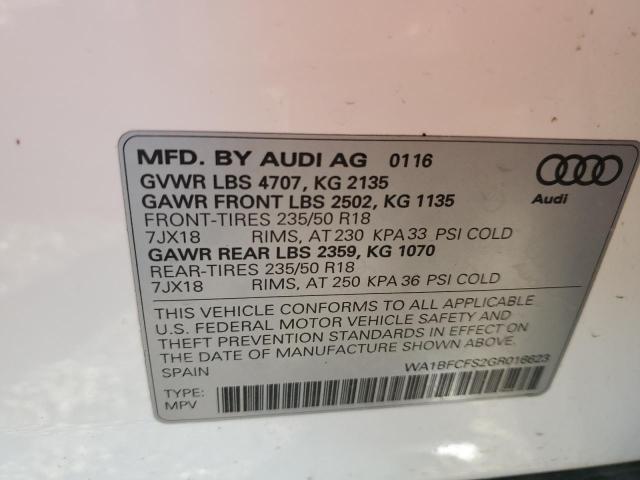 MFD. BY AUDI AG 0116
GVWR LBS 4707, KG 2135
GAWR FRONT LBS 2502, KG 1135
FRONT-TIRES 235/50 R18
7JX18 RIMS, AT 230 KPA 33 PSI COLD
GAWR REAR LBS 2359, KG 1070
REAR-TIRES 235/50 R18
7JX18 RIMS, AT 250 KPA 36 PSI COLD
Audi
THIS VEHICLE CONFORMS TO ALL APPLICABLE
U.S. FEDERAL MOTOR VEHICLE SAFETY AND
THEFT PREVENTION STANDARDS IN EFFECT ON
THE DATE OF MANUFACTURE SHOWN ABOVE.
SPAIN
WA1BFCFS2GR016623
TYPE:
MPV